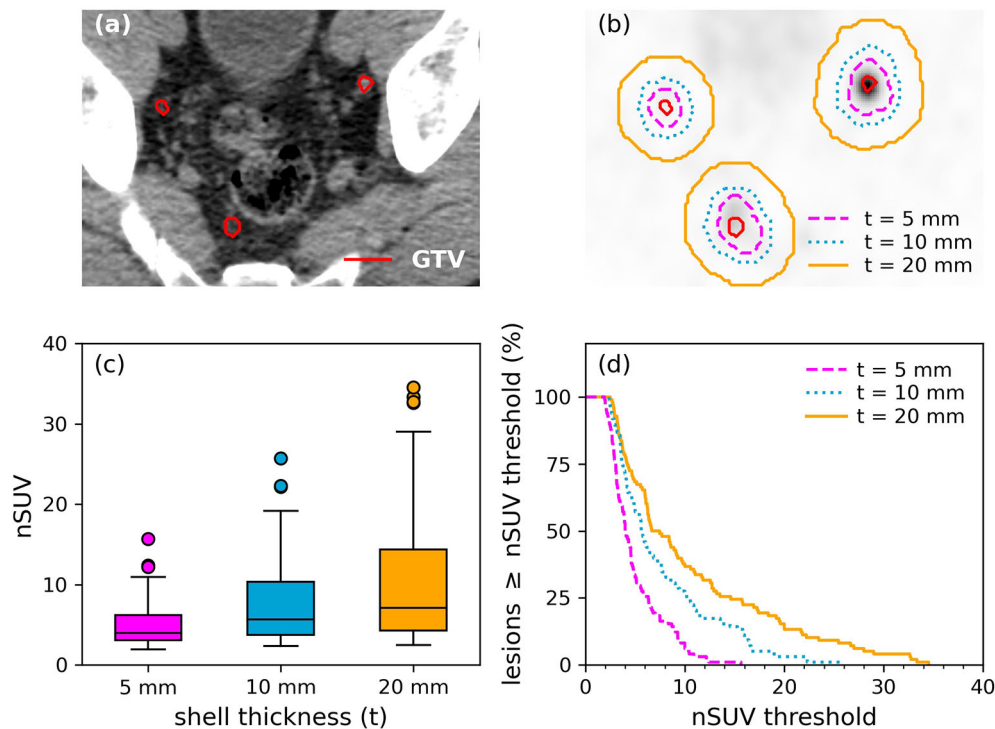 (a)
GTV
(b)
t = 5 mm
t = 10 mm
t = 20 mm
(c)
nSUV
40
30
20
10
0
5 mm
10 mm
20 mm
shell thickness (t)
(d)
lesions ≥ nSUV threshold (%)
100
75
50
25
0
t = 5 mm
t = 10 mm
t = 20 mm
0
10
20
30
40
nSUV threshold